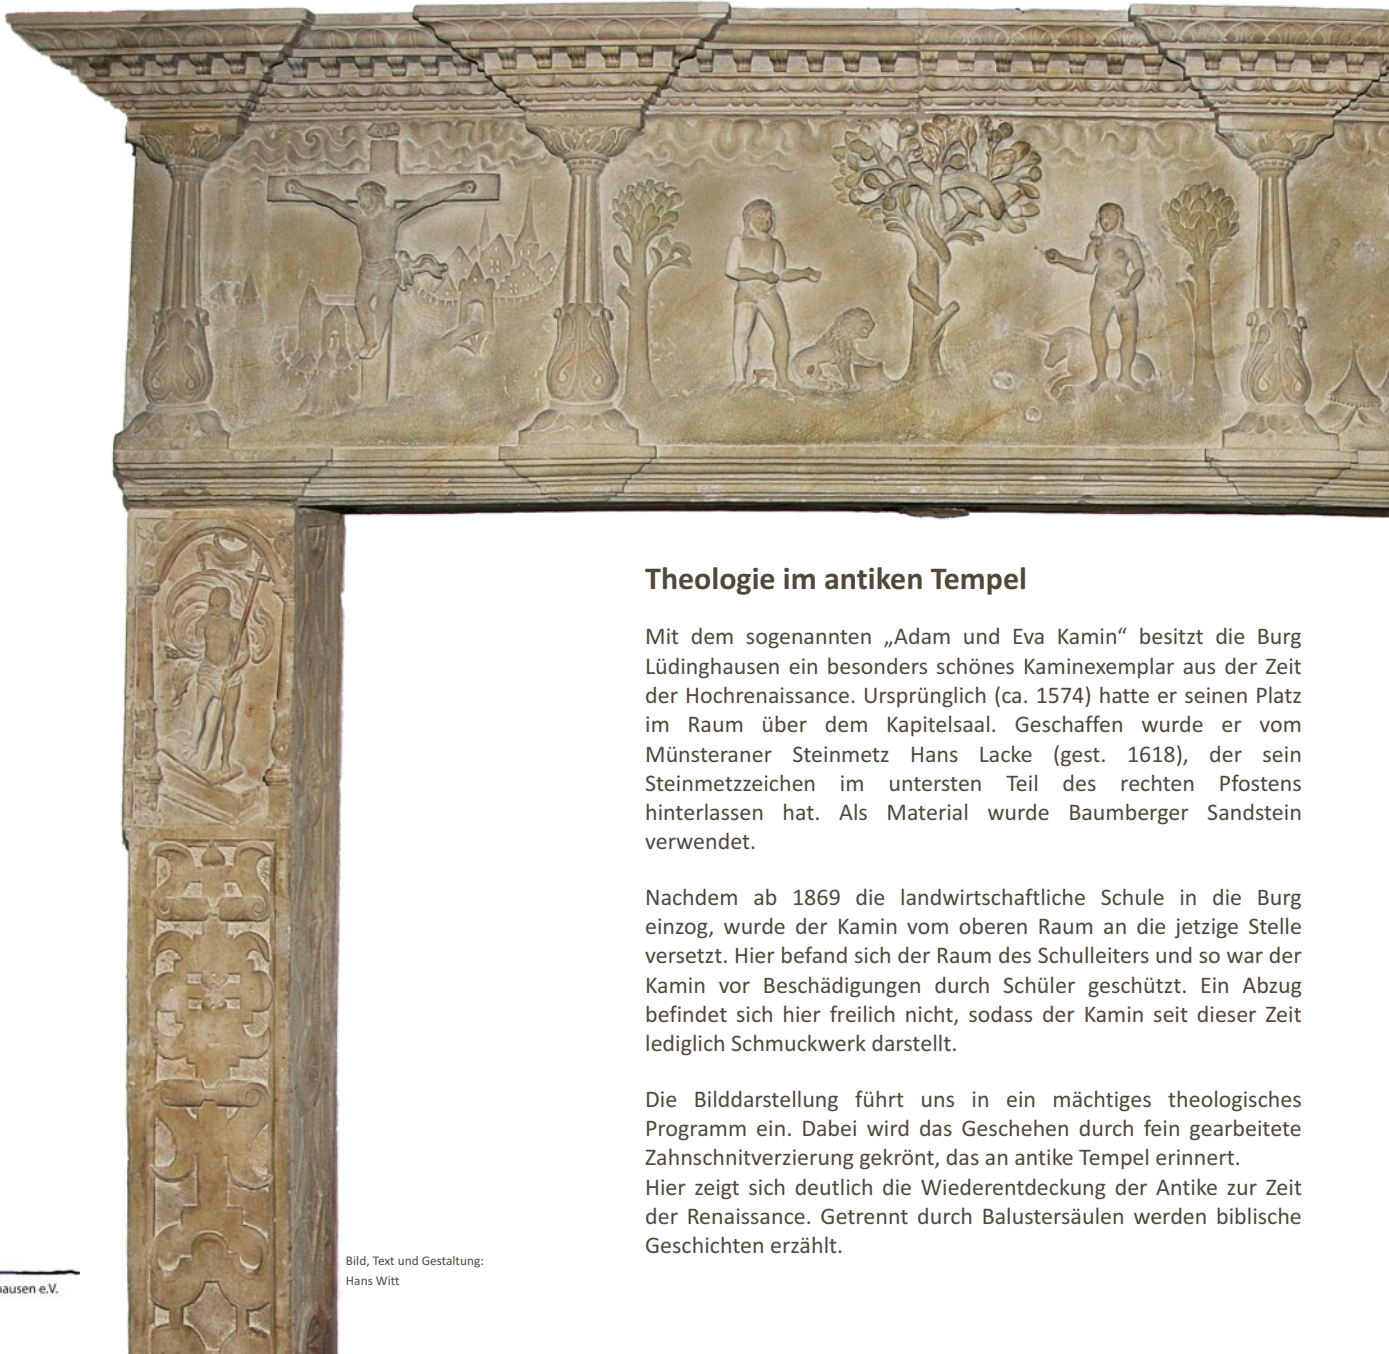 Theologie im antiken Tempel
Mit dem sogenannten „Adam und Eva Kamin“ besitzt die Burg
Lüdinghausen ein besonders schönes Kaminexemplar aus der Zeit
der Hochrenaissance. Ursprünglich (ca. 1574) hatte er seinen Platz
im Raum über dem Kapitelsaal. Geschaffen wurde er vom
Münsteraner Steinmetz Hans Lacke (gest. 1618), der sein
Steinmetzzeichen im untersten Teil des rechten Pfostens
hinterlassen hat. Als Material wurde Baumberger Sandstein
verwendet.
Nachdem ab 1869 die landwirtschaftliche Schule in die Burg
einzog, wurde der Kamin vom oberen Raum an die jetzige Stelle
versetzt. Hier befand sich der Raum des Schulleiters und so war der
Kamin vor Beschädigungen durch Schüler geschützt. Ein Abzug
befindet sich hier freilich nicht, sodass der Kamin seit dieser Zeit
lediglich Schmuckwerk darstellt.
Die Bilddarstellung führt uns in ein mächtiges theologisches
Programm ein. Dabei wird das Geschehen durch fein gearbeitete
Zahnschnitverzierung gekrönt, das an antike Tempel erinnert.
Hier zeigt sich deutlich die Wiederentdeckung der Antike zur Zeit
der Renaissance. Getrennt durch Balustersäulen werden biblische
Geschichten erzählt.
Bild, Text und Gestaltung:
Hans Witt
ausen e.V.